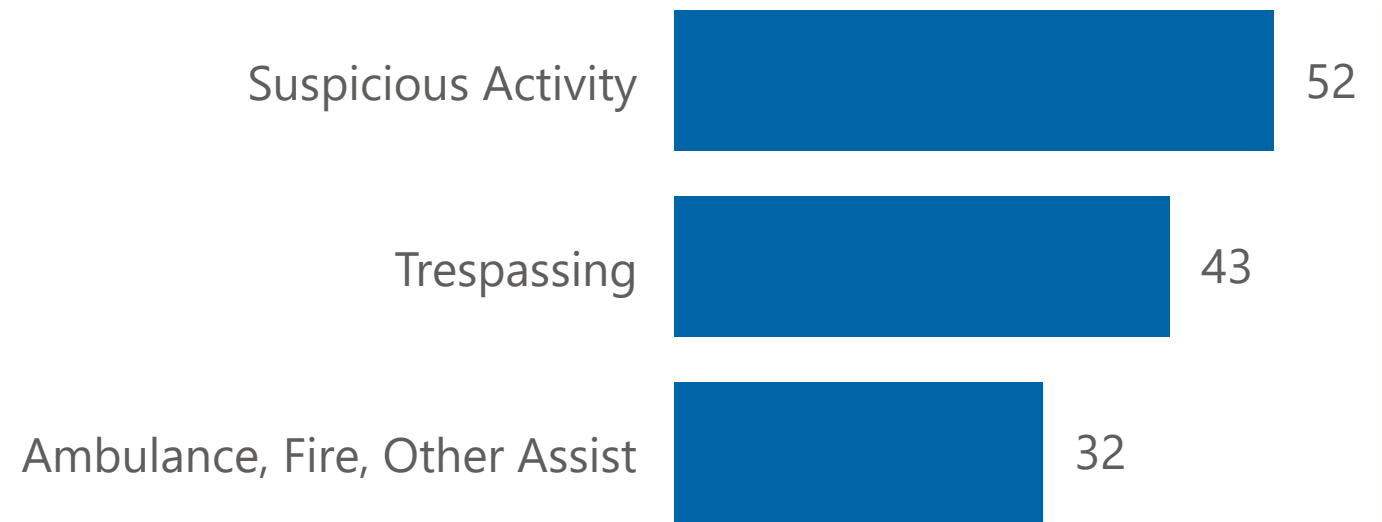 Suspicious Activity 52
Trespassing 43
Ambulance, Fire, Other Assist 32